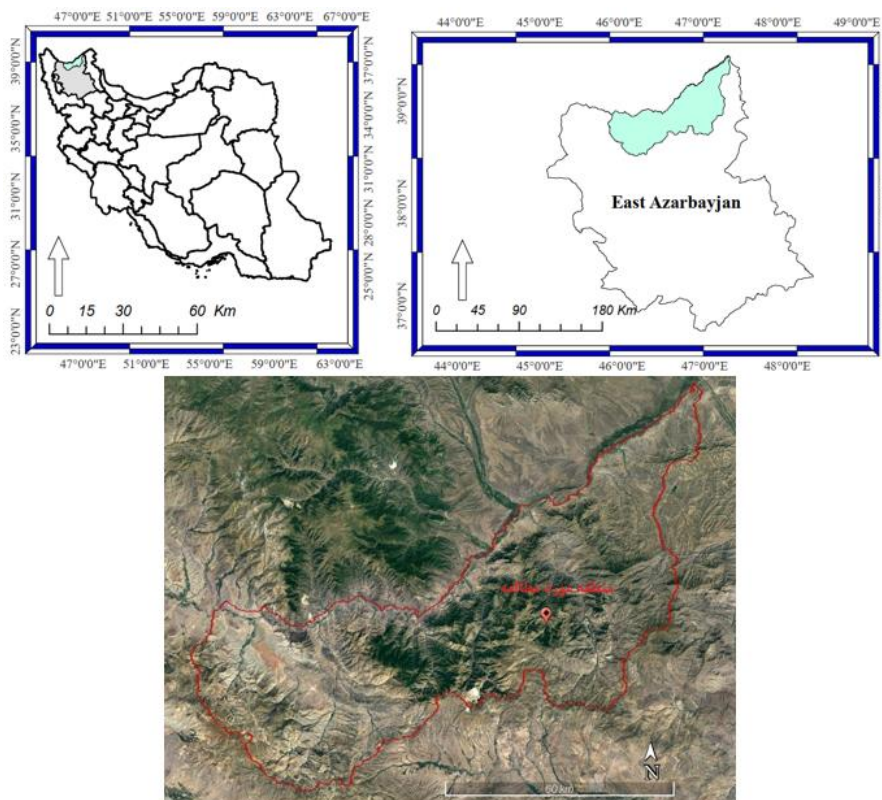 47°0'0"E 51°0'0"E 55°0'0"E 59°0'0"E 63°0'0"E 67°0'0"E
39°0'0"N
35°0'0"N
31°0'0"N
27°0'0"N
23°0'0"N
37°0'0"N
34°0'0"N
31°0'0"N
28°0'0"N
25°0'0"N
0 15 30 60 Km
47°0'0"E 51°0'0"E 55°0'0"E 59°0'0"E 63°0'0"E
44°0'0"E 45°0'0"E 46°0'0"E 47°0'0"E 48°0'0"E 49°0'0"E
39°0'0"N
38°0'0"N
37°0'0"N
East Azarbayjan
0 45 90 180 Km
44°0'0"E 45°0'0"E 46°0'0"E 47°0'0"E 48°0'0"E
منطقه مورد مطالعه
N
60 km